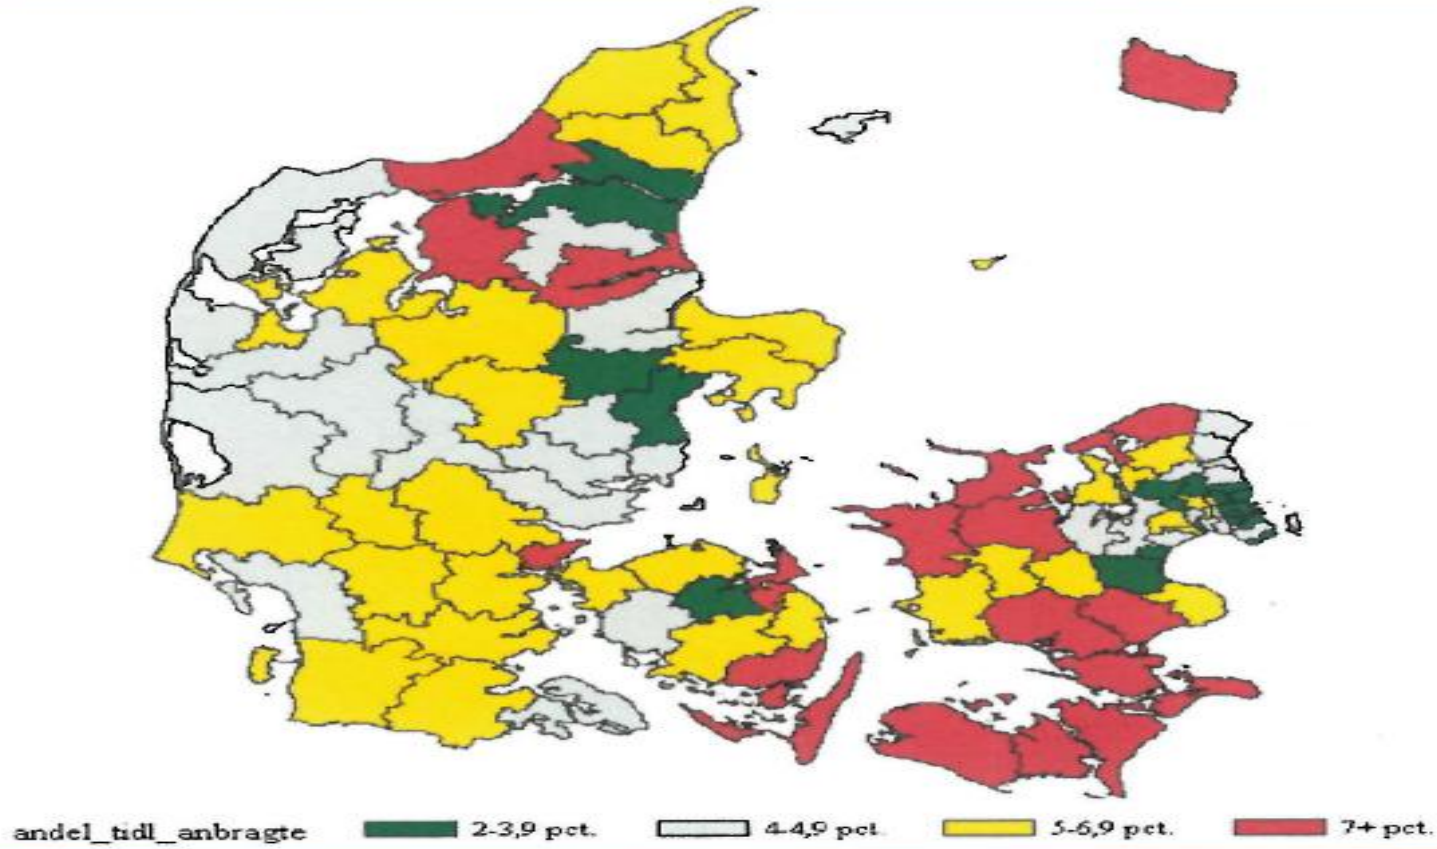 andel_tidl_anbragte 2-3,9 pct. 4-4,9 pct. 5-6,9 pct. 7+ pct.